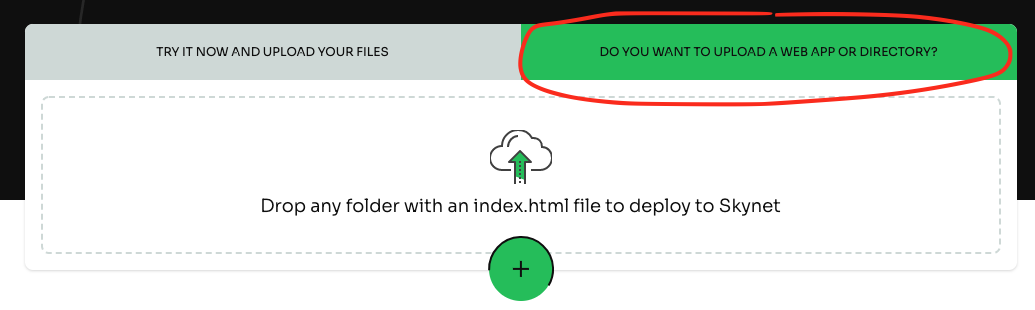 TRY IT NOW AND UPLOAD YOUR FILES
DO YOU WANT TO UPLOAD A WEB APP OR DIRECTORY?
Drop any folder with an index.html file to deploy to Skynet